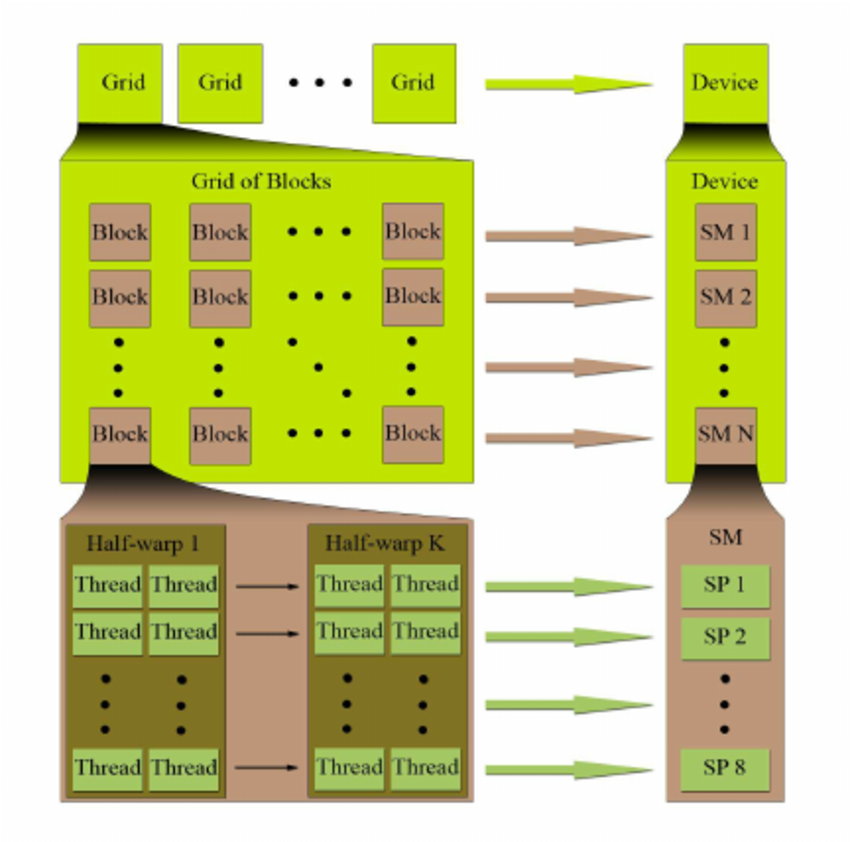 Grid Grid Grid Device
Grid of Blocks Device
Block Block Block SM 1
Block Block Block SM 2
Block Block Block SM N
Half-warp 1 Half-warp K SM
Thread Thread Thread Thread SP 1
Thread Thread Thread Thread SP 2
Thread Thread Thread Thread SP 8